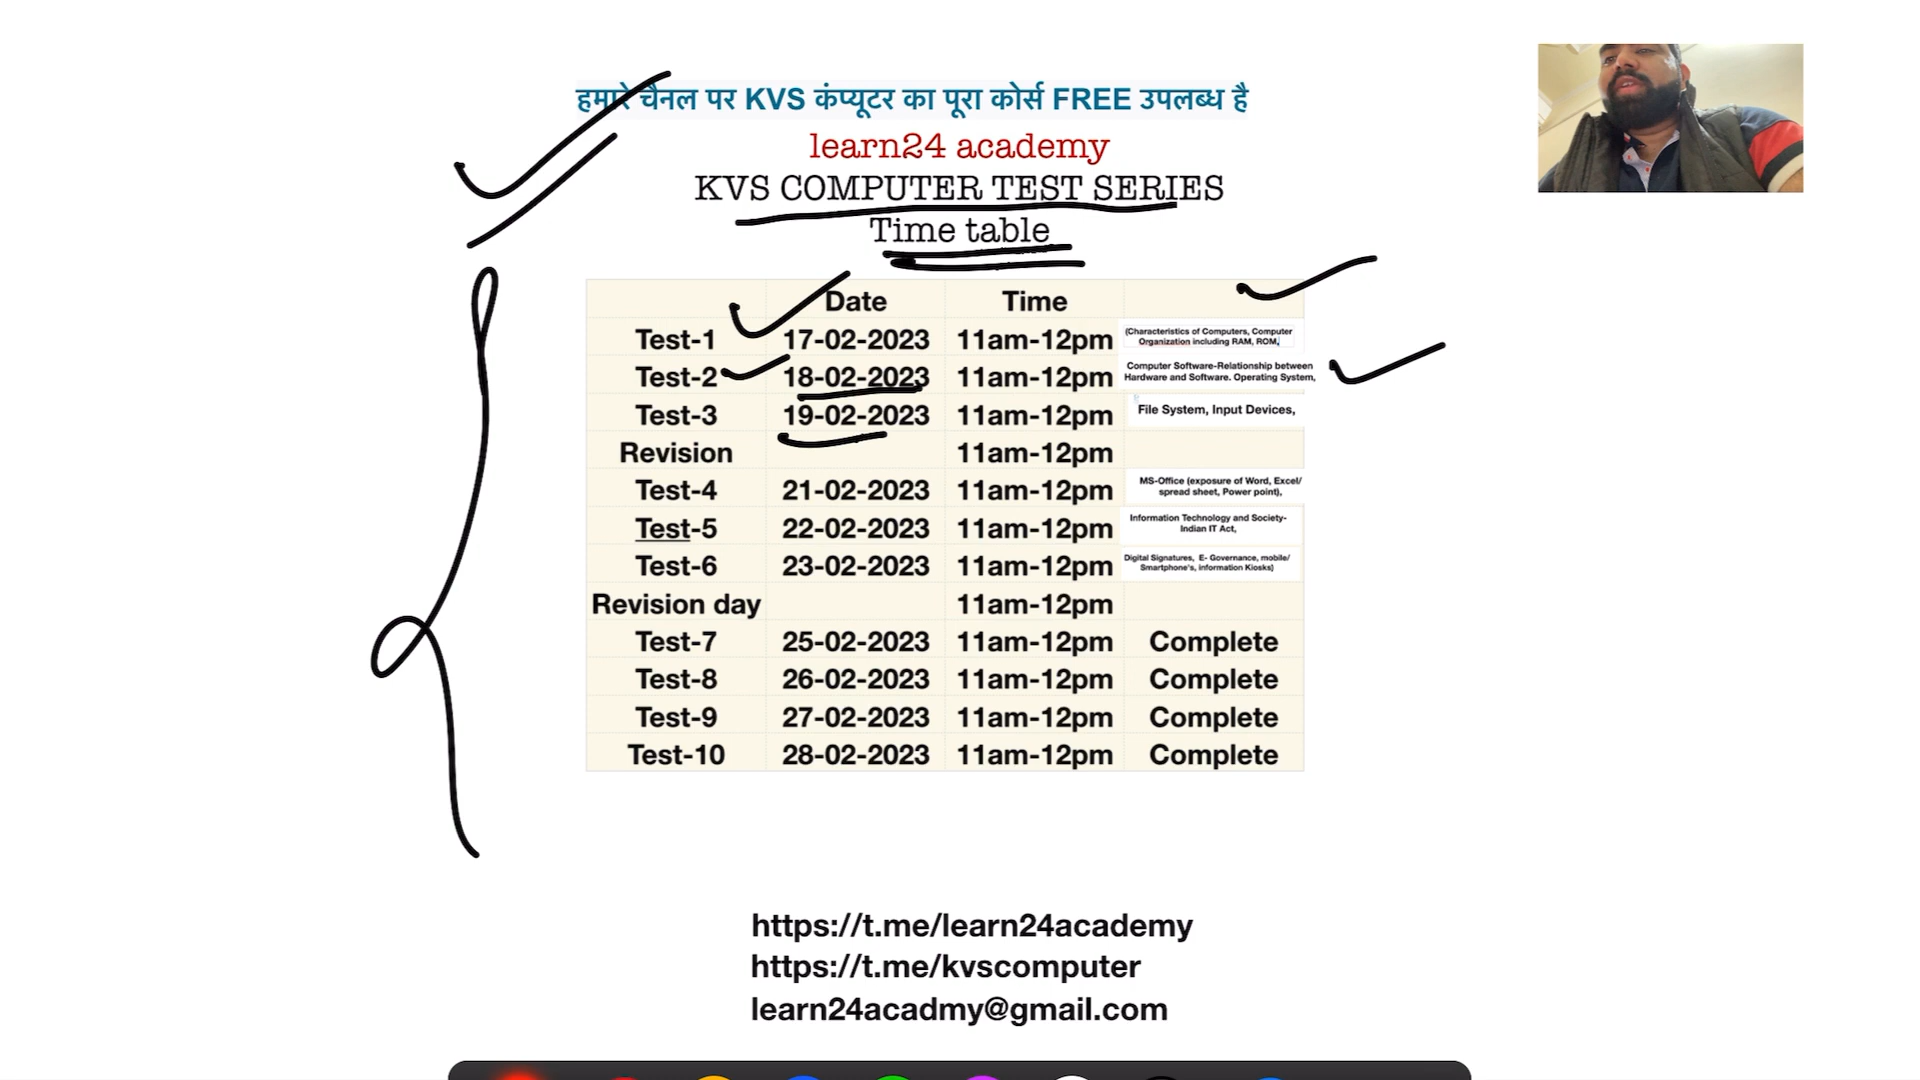 हमारे चैनल पर KVS कंप्यूटर का पूरा कोर्स FREE उपलब्ध है
learn24 academy
KVS COMPUTER TEST SERIES
Time table
Date Time
Test-1 17-02-2023 11am-12pm (Characteristics of Computers, Computer
Organization including RAM, ROM,
Test-2 18-02-2023 11am-12pm Computer Software-Relationship between
Hardware and Software. Operating System,
Test-3 19-02-2023 11am-12pm File System, Input Devices,
Revision 11am-12pm
Test-4 21-02-2023 11am-12pm MS-Office (exposure of Word, Excel/
spread sheet, Power point),
Test-5 22-02-2023 11am-12pm Information Technology and Society-
Indian IT Act,
Test-6 23-02-2023 11am-12pm Digital Signatures, E- Governance, mobile/
Smartphone's, information Kiosks)
Revision day 11am-12pm
Test-7 25-02-2023 11am-12pm Complete
Test-8 26-02-2023 11am-12pm Complete
Test-9 27-02-2023 11am-12pm Complete
Test-10 28-02-2023 11am-12pm Complete
https://t.me/learn24academy
https://t.me/kvscomputer
learn24acadmy@gmail.com